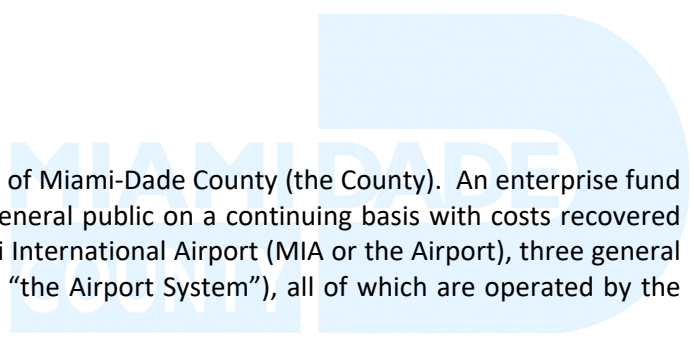 MIAMI-DADE
COUNTY
of Miami-Dade County (the County). An enterprise fund
eneral public on a continuing basis with costs recovered
i International Airport (MIA or the Airport), three general
“the Airport System”), all of which are operated by the